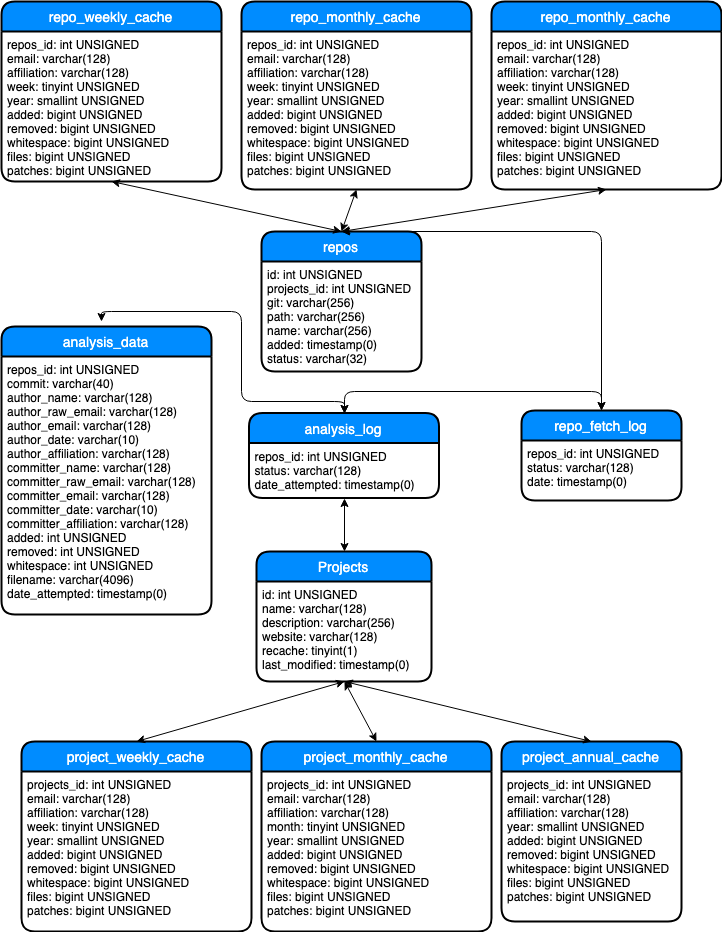 repo_weekly_cache
repos_id: int UNSIGNED
email: varchar(128)
affiliation: varchar(128)
week: tinyint UNSIGNED
year: smallint UNSIGNED
added: bigint UNSIGNED
removed: bigint UNSIGNED
whitespace: bigint UNSIGNED
files: bigint UNSIGNED
patches: bigint UNSIGNED
repo_monthly_cache
repos_id: int UNSIGNED
email: varchar(128)
affiliation: varchar(128)
week: tinyint UNSIGNED
year: smallint UNSIGNED
added: bigint UNSIGNED
removed: bigint UNSIGNED
whitespace: bigint UNSIGNED
files: bigint UNSIGNED
patches: bigint UNSIGNED
repo_monthly_cache
repos_id: int UNSIGNED
email: varchar(128)
affiliation: varchar(128)
week: tinyint UNSIGNED
year: smallint UNSIGNED
added: bigint UNSIGNED
removed: bigint UNSIGNED
whitespace: bigint UNSIGNED
files: bigint UNSIGNED
patches: bigint UNSIGNED
repos
id: int UNSIGNED
projects_id: int UNSIGNED
git: varchar(256)
path: varchar(256)
name: varchar(256)
added: timestamp(0)
status: varchar(32)
analysis_data
repos_id: int UNSIGNED
commit: varchar(40)
author_name: varchar(128)
author_raw_email: varchar(128)
author_email: varchar(128)
author_date: varchar(10)
author_affiliation: varchar(128)
committer_name: varchar(128)
committer_raw_email: varchar(128)
committer_email: varchar(128)
committer_date: varchar(10)
committer_affiliation: varchar(128)
added: int UNSIGNED
removed: int UNSIGNED
whitespace: int UNSIGNED
filename: varchar(4096)
date_attempted: timestamp(0)
analysis_log
repos_id: int UNSIGNED
status: varchar(128)
date_attempted: timestamp(0)
repo_fetch_log
repos_id: int UNSIGNED
status: varchar(128)
date: timestamp(0)
Projects
id: int UNSIGNED
name: varchar(128)
description: varchar(256)
website: varchar(128)
recache: tinyint(1)
last_modified: timestamp(0)
project_weekly_cache
projects_id: int UNSIGNED
email: varchar(128)
affiliation: varchar(128)
week: tinyint UNSIGNED
year: smallint UNSIGNED
added: bigint UNSIGNED
removed: bigint UNSIGNED
whitespace: bigint UNSIGNED
files: bigint UNSIGNED
patches: bigint UNSIGNED
project_monthly_cache
projects_id: int UNSIGNED
email: varchar(128)
affiliation: varchar(128)
month: tinyint UNSIGNED
year: smallint UNSIGNED
added: bigint UNSIGNED
removed: bigint UNSIGNED
whitespace: bigint UNSIGNED
files: bigint UNSIGNED
patches: bigint UNSIGNED
project_annual_cache
projects_id: int UNSIGNED
email: varchar(128)
affiliation: varchar(128)
year: smallint UNSIGNED
added: bigint UNSIGNED
removed: bigint UNSIGNED
whitespace: bigint UNSIGNED
files: bigint UNSIGNED
patches: bigint UNSIGNED